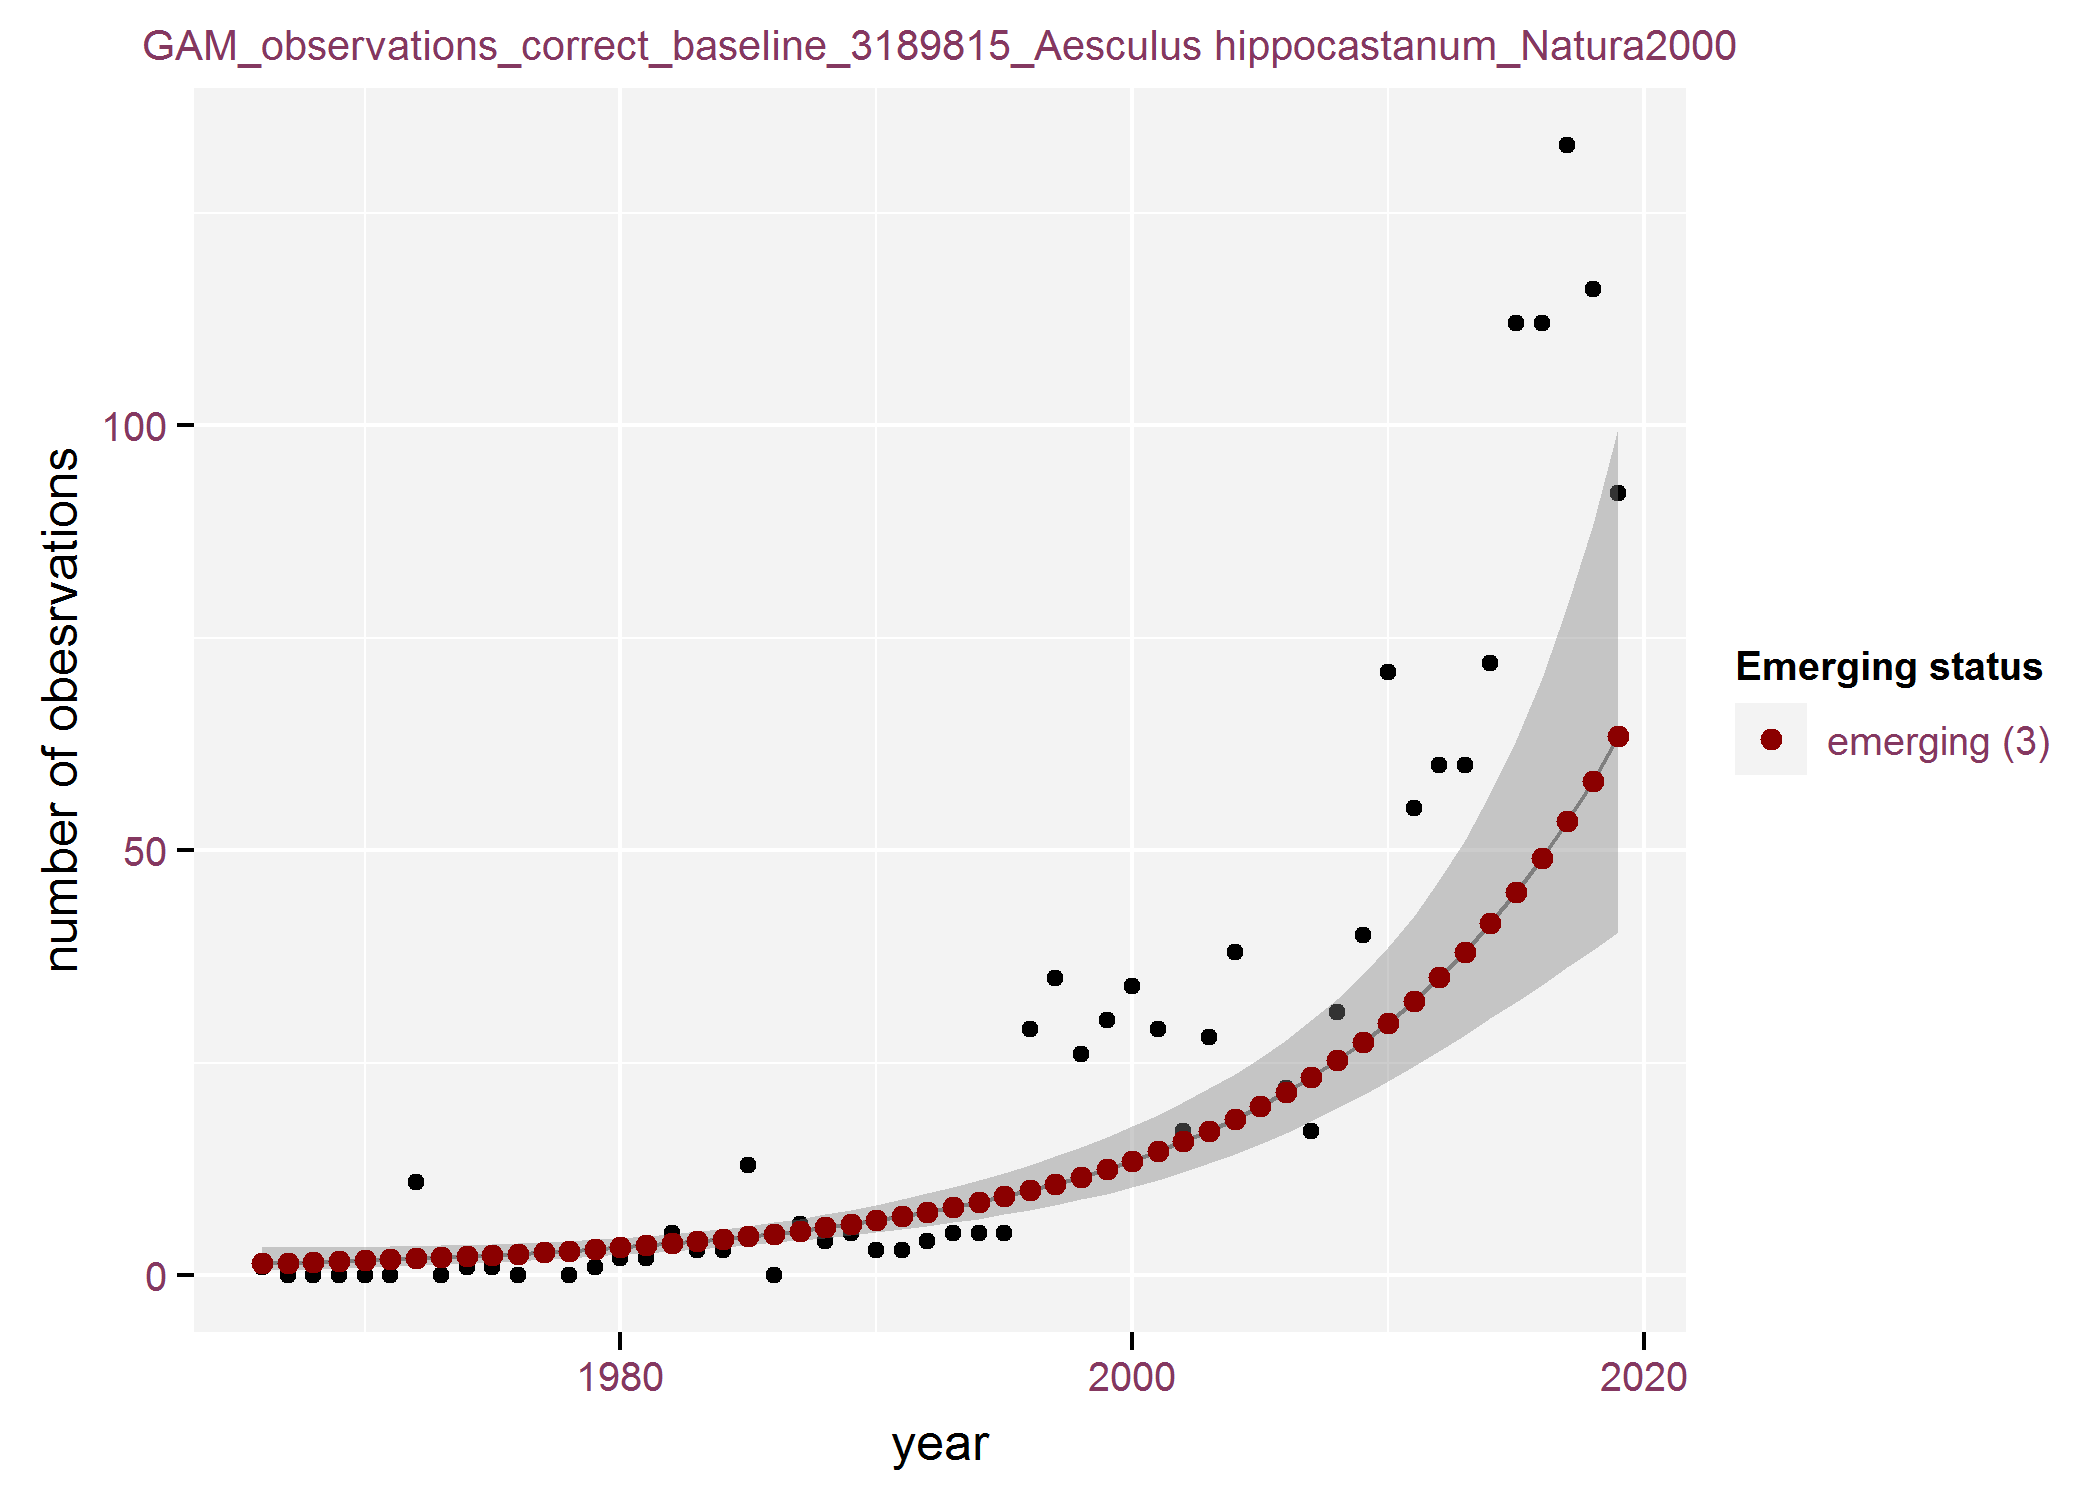 GAM_observations_correct_baseline_3189815_Aesculus hippocastanum_Natura2000
number of obesrvations
100
50
0
1980
2000
2020
year
Emerging status
emerging (3)